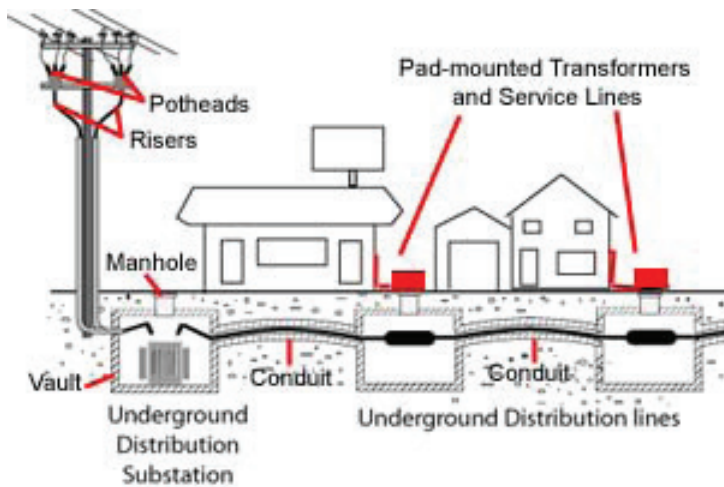 Pad-mounted Transformers
and Service Lines
Potheads
Risers
Manhole
Vault
Conduit
Conduit
Underground
Distribution
Substation
Underground Distribution lines